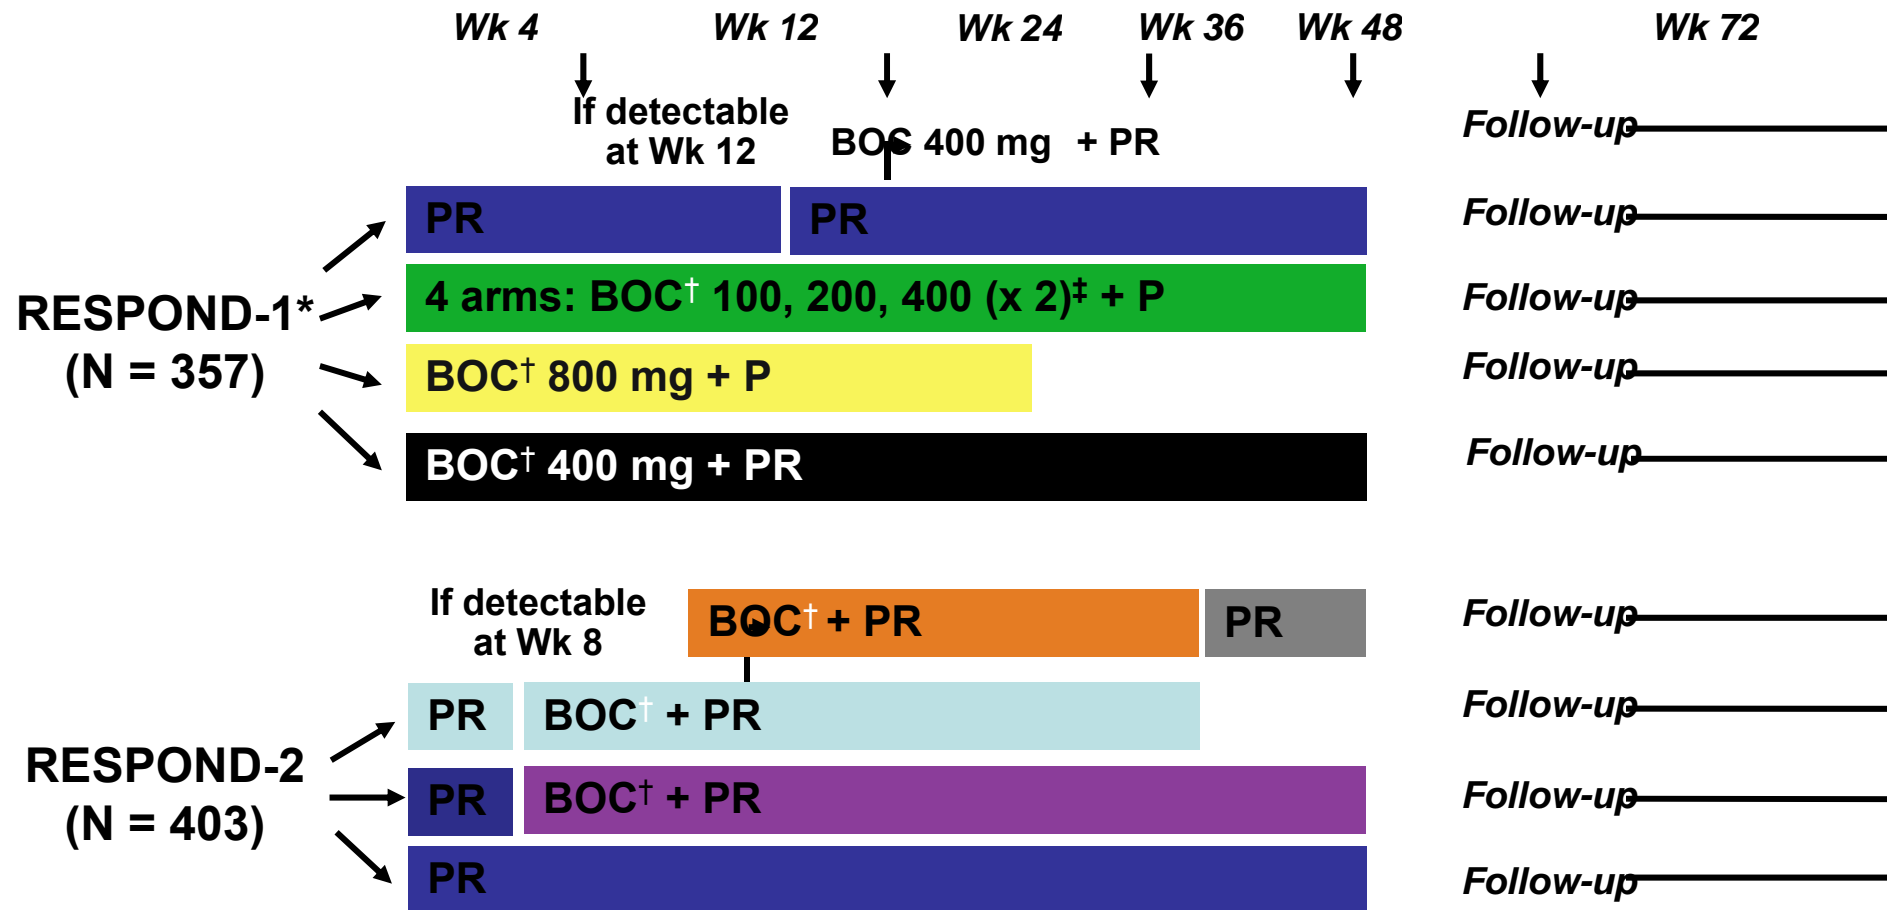 Wk 4 Wk 12 Wk 24 Wk 36 Wk 48 Wk 72
If detectable
at Wk 12
BOC 400 mg + PR
Follow-up
PR PR
Follow-up
RESPOND-1*
(N = 357)
4 arms: BOC† 100, 200, 400 (x 2)‡ + P
Follow-up
BOC† 800 mg + P
Follow-up
BOC† 400 mg + PR
Follow-up
If detectable
at Wk 8
BOC† + PR PR
Follow-up
PR BOC† + PR
Follow-up
RESPOND-2
(N = 403)
PR BOC† + PR
Follow-up
PR
Follow-up